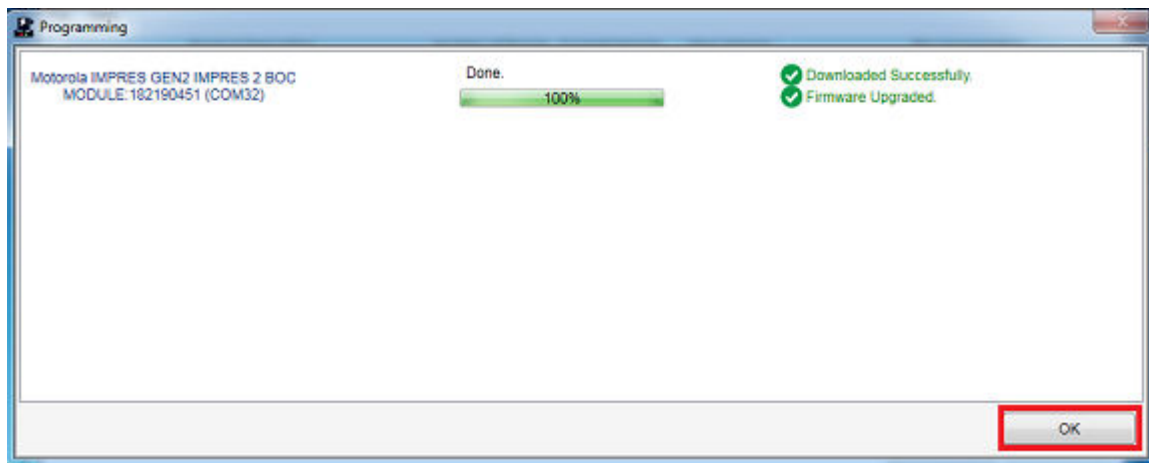 Programming
Motorola IMPRES GEN2 IMPRES 2 BOC
MODULE:182190451 (COM32)
Done.
100%
Downloaded Successfully.
Firmware Upgraded.
OK